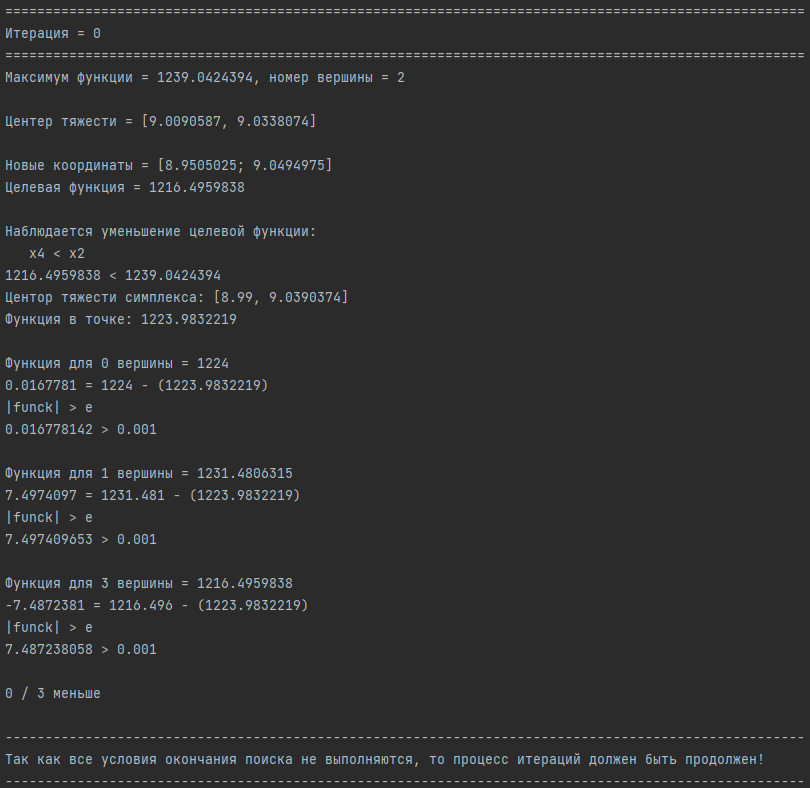 ====================================================================================================
Итерация = 0
====================================================================================================
Максимум функции = 1239.0424394, номер вершины = 2
Центер тяжести = [9.0090587, 9.0338074]
Новые координаты = [8.9505025; 9.0494975]
Целевая функция = 1216.4959838
Наблюдается уменьшение целевой функции:
   x4 < x2
1216.4959838 < 1239.0424394
Центор тяжести симплекса: [8.99, 9.0390374]
Функция в точке: 1223.9832219
Функция для 0 вершины = 1224
0.0167781 = 1224 - (1223.9832219)
|funck| > e
0.016778142 > 0.001
Функция для 1 вершины = 1231.4806315
7.4974097 = 1231.481 - (1223.9832219)
|funck| > e
7.497409653 > 0.001
Функция для 3 вершины = 1216.4959838
-7.4872381 = 1216.496 - (1223.9832219)
|funck| > e
7.487238058 > 0.001
0 / 3 меньше
----------------------------------------------------------------------------------------------------
Так как все условия окончания поиска не выполняются, то процесс итераций должен быть продолжен!
----------------------------------------------------------------------------------------------------